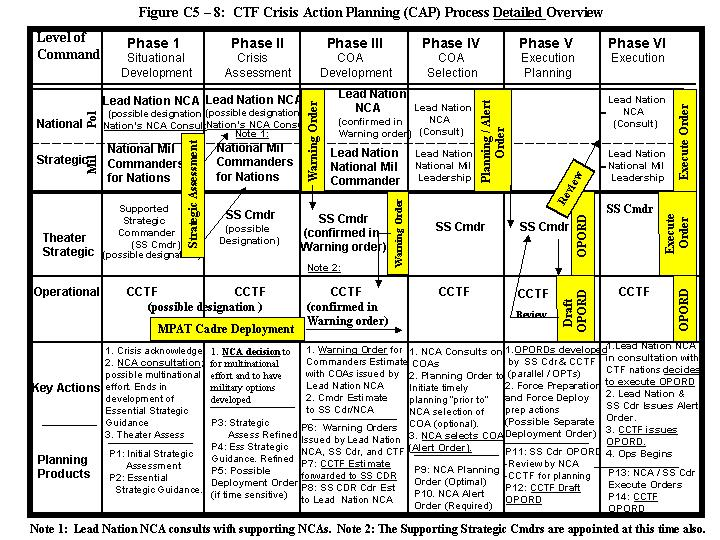 Figure C5 – 8: CTF Crisis Action Planning (CAP) Process Detailed Overview
Level of
Command
Phase 1
Situational
Development
Phase II
Crisis
Assessment
Phase III
COA
Development
Phase IV
COA
Selection
Phase V
Execution
Planning
Phase VI
Execution
National
Pol
Lead Nation NCA
(possible designation
Nation's NCA Consult
Lead Nation NCA
(possible designation
Nation's NCA Cons
Note 1:
Warning Order
Lead Nation
NCA
(confirmed in
Warning order)
Lead Nation
NCA
(Consult)
Planning / Alert
Order
Lead Nation
NCA
(Consult)
Execute Order
Strategic
Mil
National Mil
Commanders
for Nations
Strategic Assessment
National Mil
Commanders
for Nations
Lead Nation
National Mil
Commander
Lead Nation
National Mil
Leadership
Review
Lead Nation
National Mil
Leadership
Theater
Strategic
Supported
Strategic
Commander
(SS Cmdr)
(possible designat
SS Cmdr
(possible
Designation)
SS Cmdr
(confirmed in
Warning order)
Note 2:
Warning Order
SS Cmdr
SS Cmdr
OPORD
SS Cmdr
Execute
Order
Operational
CCTF
CCTF
(possible designation )
MPAT Cadre Deployment
CCTF
(confirmed in
Warning order)
CCTF
CCTF
Review
Draft
OPORD
CCTF
OPORD
Key Actions
1. Crisis acknowledge
2. NCA consultation;
possible multinational
effort. Ends in
development of
Essential Strategic
Guidance
3. Theater Assess
1. NCA decision to
for multinational
effort and to have
military options
developed
1. Warning Order for
Commanders Estimate
with COAs issued by
Lead Nation NCA
2. Cmdr Estimate
to SS Cdr/NCA
1. NCA Consults on
COAs
2. Planning Order to
Initiate timely
planning "prior to"
NCA selection of
COA (optional).
3. NCA selects COA
(Alert Order).
1.OPORDs developed
by SS Cdr & CCTF
(parallel / OPTs)
2. Force Preparation
and Force Deploy
prep actions
(Possible Separate
Deployment Order)
1.Lead Nation NCA
in consultation with
CTF nations decides
to execute OPORD
2. Lead Nation &
SS Cdr Issues Alert
Order.
3. CCTF issues
OPORD.
4. Ops Begins
Planning
Products
P1: Initial Strategic
Assessment
P2: Essential
Strategic Guidance.
P3: Strategic
Assess Refined
P4: Ess Strategic
Guidance. Refined
P5: Possible
Deployment Order
(if time sensitive)
P6: Warning Orders
Issued by Lead Nation
NCA, SS Cdr, and CTF
P7: CCTF Estimate
forwarded to SS CDR
P8: SS CDR Cdr Est
to Lead Nation NCA
P9: NCA Planning
Order (Optimal)
P10. NCA Alert
Order (Required)
P11: SS Cdr OPORD
-Review by NCA
-CCTF for planning
P12: CCTF Draft
OPORD
P13: NCA / SS Cdr
Execute Orders
P14: CCTF
OPORD
Note 1: Lead Nation NCA consults with supporting NCAs. Note 2: The Supporting Strategic Cmdrs are appointed at this time also.